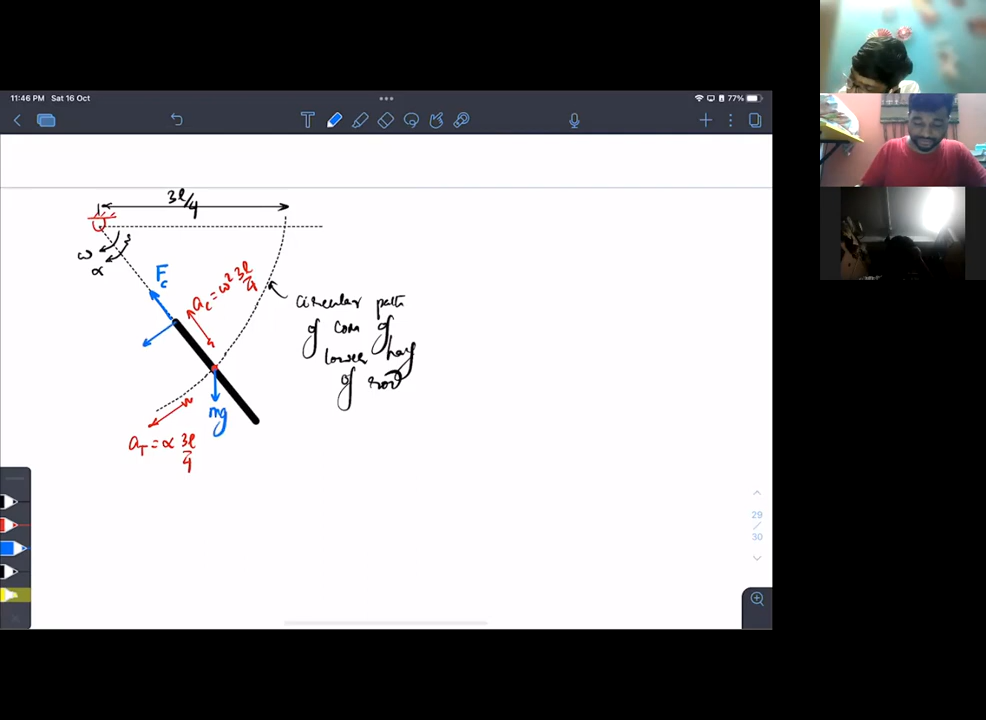 11:46 PM Sat 16 Oct
77%
3l/4
ω
α
Fc
ac = ω² 3l/4
circular path
of com of
lower half
of rod
mg
aT = α 3l/4
29
/
30